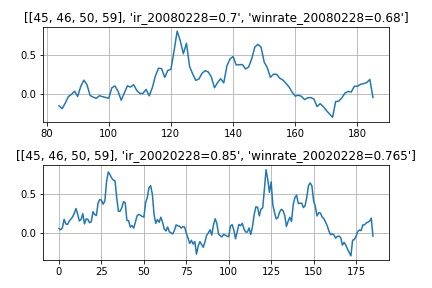 [[45, 46, 50, 59], 'ir_20080228=0.7', 'winrate_20080228=0.68']
0.5
0.0
80 100 120 140 160 180
[[45, 46, 50, 59], 'ir_20020228=0.85', 'winrate_20020228=0.765']
0.5
0.0
0 25 50 75 100 125 150 175